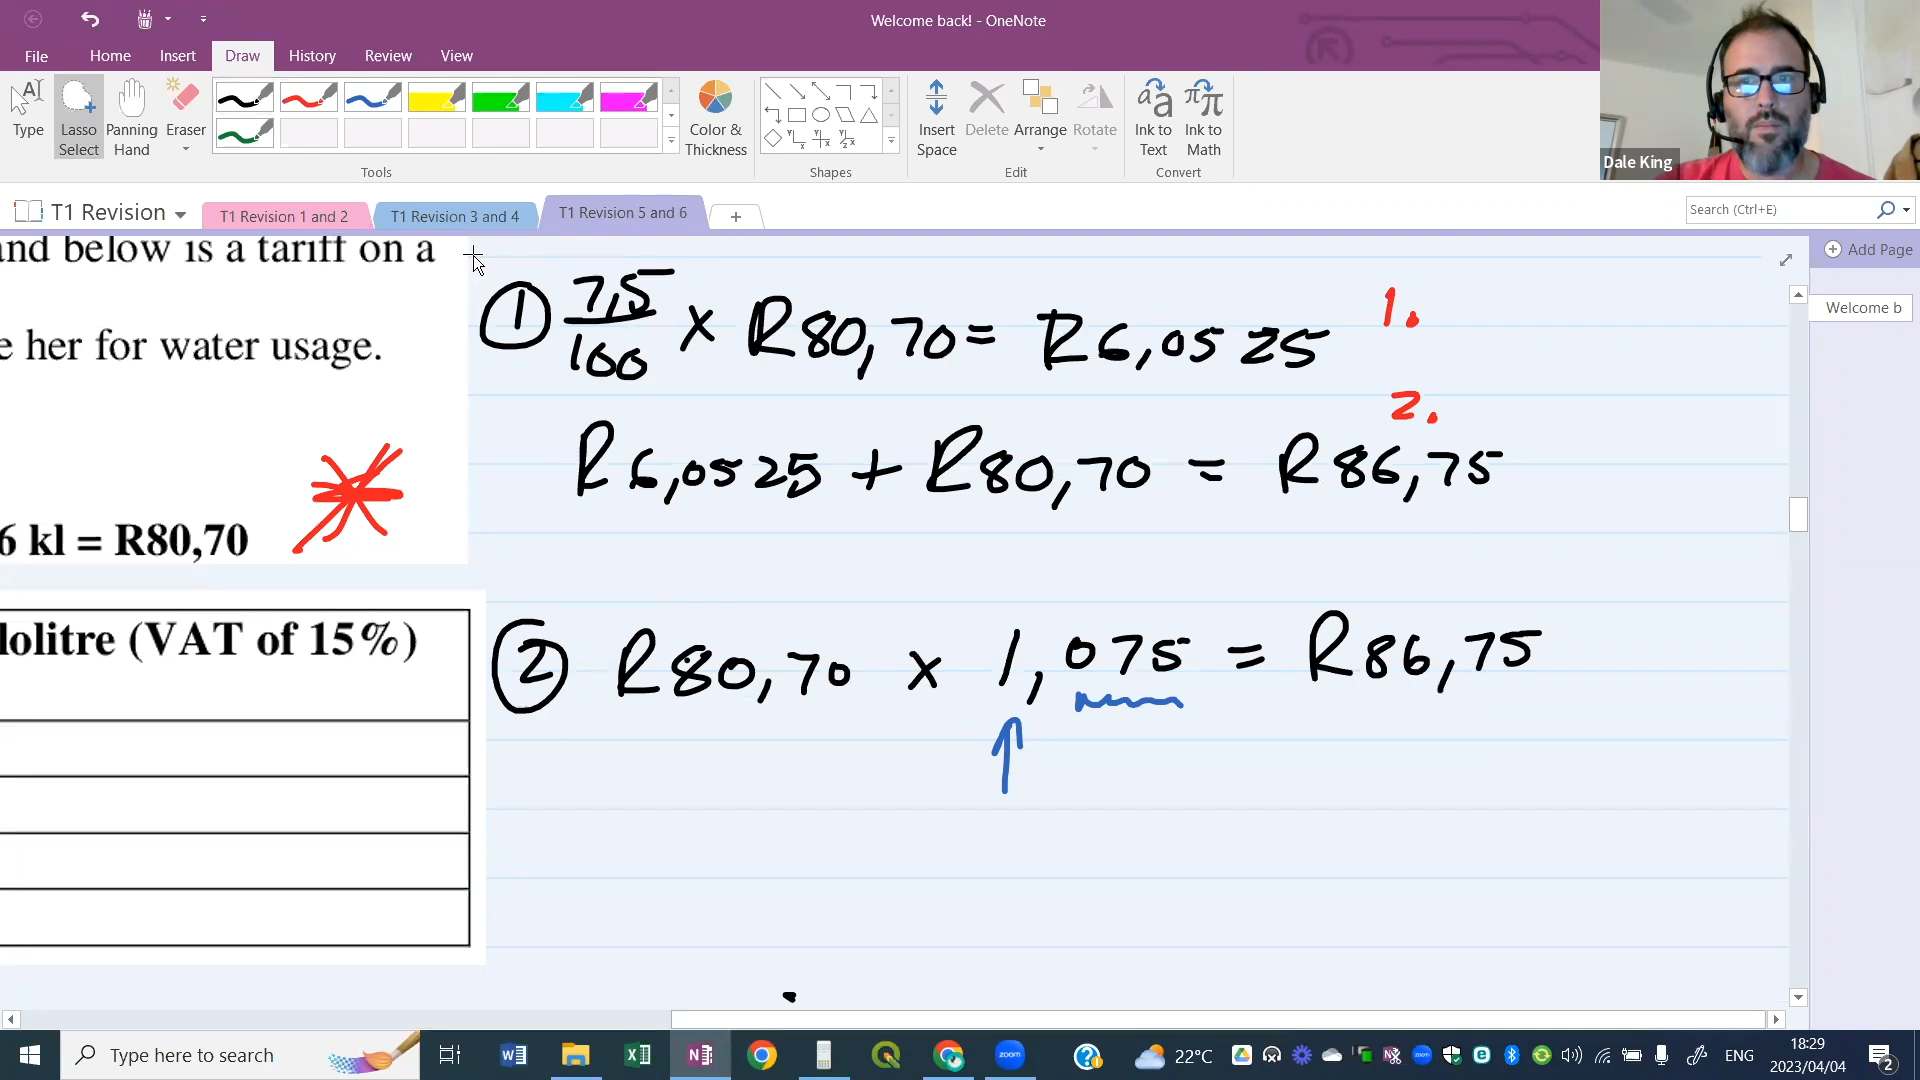 Welcome back! - OneNote
File Home Insert Draw History Review View
Type
Lasso Select
Panning Hand
Eraser
Tools
Color & Thickness
Shapes
Insert Space
Delete
Arrange
Rotate
Edit
Ink to Text
Ink to Math
Convert
Dale King
T1 Revision
T1 Revision 1 and 2
T1 Revision 3 and 4
T1 Revision 5 and 6
Search (Ctrl+E)
Add Page
Welcome b
and below is a tariff on a
e her for water usage.
6 kl = R80,70
lolitre (VAT of 15%)
① 7,5/100 × R80,70 = R6,0525 1.
2.
R6,0525 + R80,70 = R86,75
② R80,70 × 1,075 = R86,75
Type here to search
22°C
ENG
18:29
2023/04/04
2